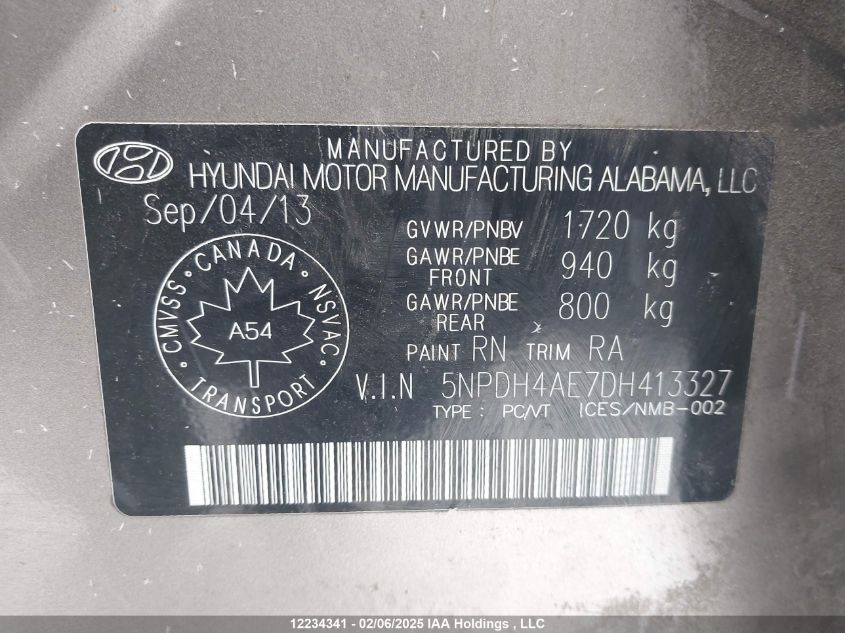 MANUFACTURED BY
HYUNDAI MOTOR MANUFACTURING ALABAMA, LLC
Sep/04/13
GVWR/PNBV 1720 kg
GAWR/PNBE FRONT 940 kg
GAWR/PNBE REAR 800 kg
PAINT RN TRIM RA
V.I.N 5NPDH4AE7DH413327
TYPE : PC/VT ICES/NMB-002
CANADA
CMVSS
NSVAC
A54
TRANSPORT
12234341 - 02/06/2025 IAA Holdings , LLC